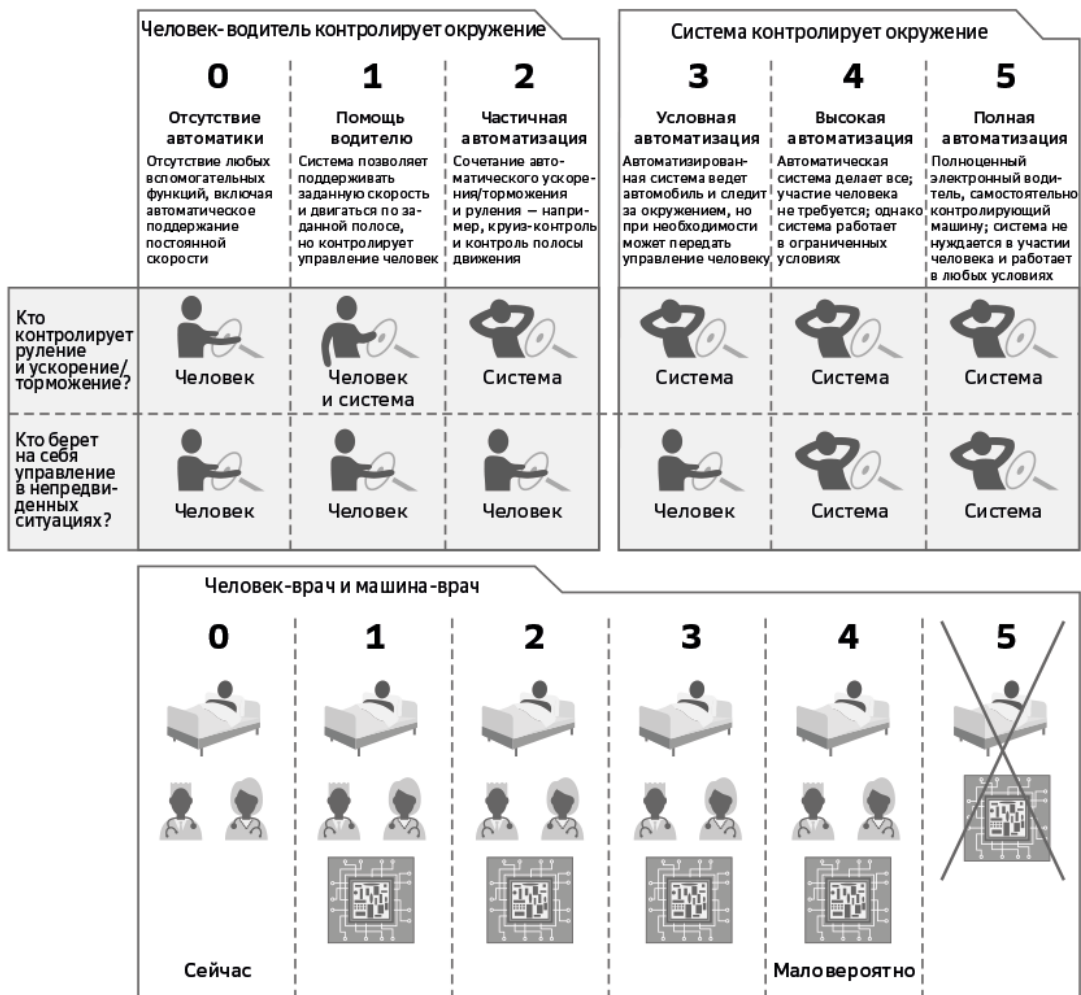 Человек-водитель контролирует окружение
0
Отсутствие
автоматики
Отсутствие любых
вспомогательных
функций, включая
автоматическое
поддержание
постоянной
скорости
1
Помощь
водителю
Система позволяет
поддерживать
заданную скорость
и двигаться по за-
данной полосе,
но контролирует
управление человек
2
Частичная
автоматизация
Сочетание авто-
матического ускоре-
ния/торможения
и руления — напри-
мер, круиз-контроль
и контроль полосы
движения
Система контролирует окружение
3
Условная
автоматизация
Автоматизирован-
ная система ведет
автомобиль и следит
за окружением, но
при необходимости
может передать
управление человеку
4
Высокая
автоматизация
Автоматическая
система делает все;
участие человека
не требуется; однако
система работает
в ограниченных
условиях
5
Полная
автоматизация
Полноценный
электронный води-
тель, самостоятельно
контролирующий
машину; система не
нуждается в участии
человека и работает
в любых условиях
Кто
контролирует
руление
и ускорение/
торможение?
Человек
Человек
и система
Система
Система
Система
Система
Кто берет
на себя
управление
в непредви-
денных
ситуациях?
Человек
Человек
Человек
Человек
Система
Система
Человек-врач и машина-врач
0
1
2
3
4
5
Сейчас
Маловероятно